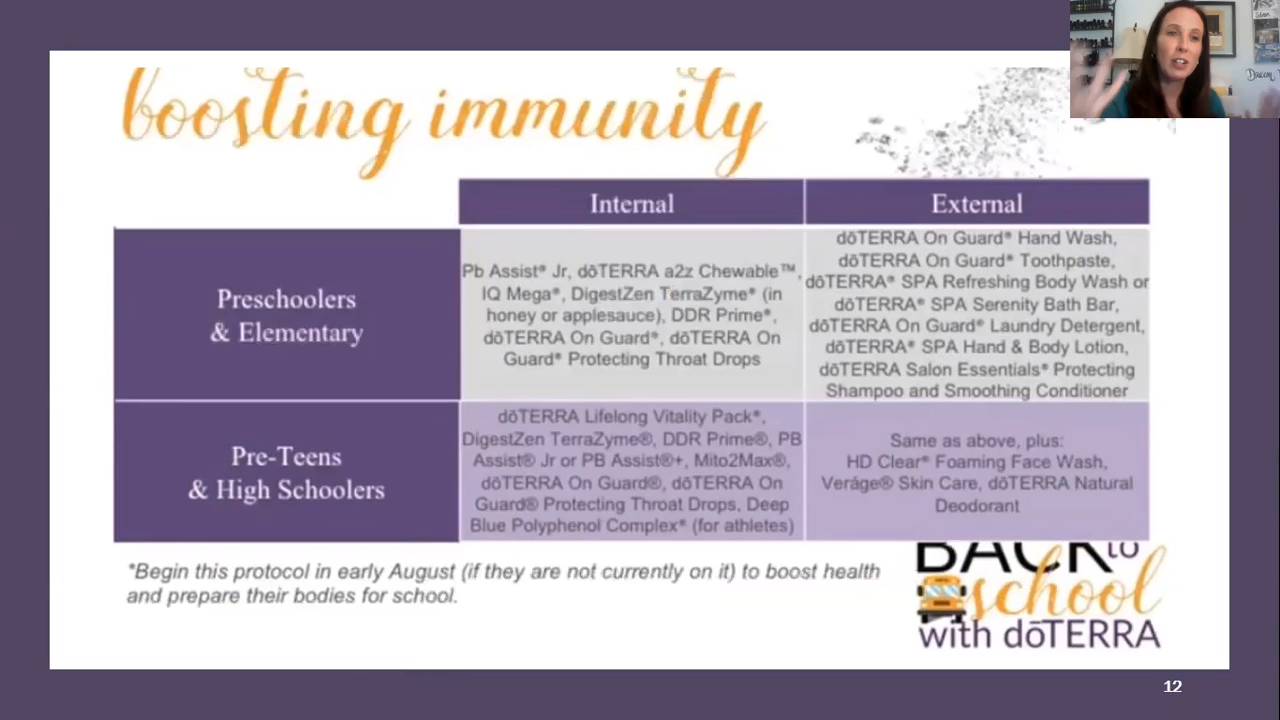 boosting immunity
Internal
External
Preschoolers
& Elementary
Pb Assist® Jr, dōTERRA a2z Chewable™,
IQ Mega®, DigestZen TerraZyme® (in
honey or applesauce), DDR Prime®,
dōTERRA On Guard®, dōTERRA On
Guard® Protecting Throat Drops
dōTERRA On Guard® Hand Wash,
dōTERRA On Guard® Toothpaste,
dōTERRA® SPA Refreshing Body Wash or
dōTERRA® SPA Serenity Bath Bar,
dōTERRA On Guard® Laundry Detergent,
dōTERRA® SPA Hand & Body Lotion,
dōTERRA Salon Essentials® Protecting
Shampoo and Smoothing Conditioner
Pre-Teens
& High Schoolers
dōTERRA Lifelong Vitality Pack®,
DigestZen TerraZyme®, DDR Prime®, PB
Assist® Jr or PB Assist®+, Mito2Max®,
dōTERRA On Guard®, dōTERRA On
Guard® Protecting Throat Drops, Deep
Blue Polyphenol Complex® (for athletes)
Same as above, plus:
HD Clear® Foaming Face Wash,
Veráge® Skin Care, dōTERRA Natural
Deodorant
*Begin this protocol in early August (if they are not currently on it) to boost health
and prepare their bodies for school.
BACK to
school
with dōTERRA
12